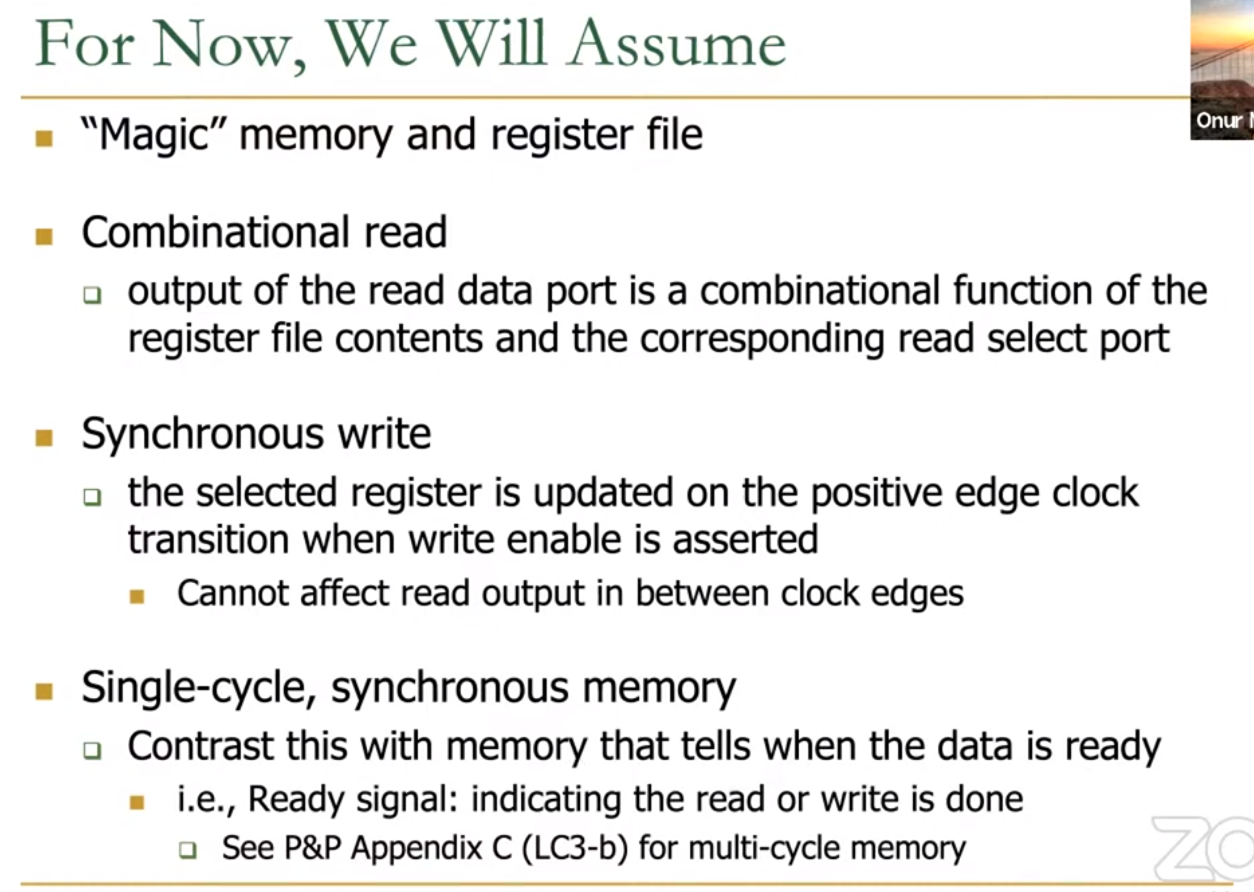 For Now, We Will Assume
Onur
“Magic” memory and register file
Combinational read
output of the read data port is a combinational function of the
register file contents and the corresponding read select port
Synchronous write
the selected register is updated on the positive edge clock
transition when write enable is asserted
Cannot affect read output in between clock edges
Single-cycle, synchronous memory
Contrast this with memory that tells when the data is ready
i.e., Ready signal: indicating the read or write is done
See P&P Appendix C (LC3-b) for multi-cycle memory